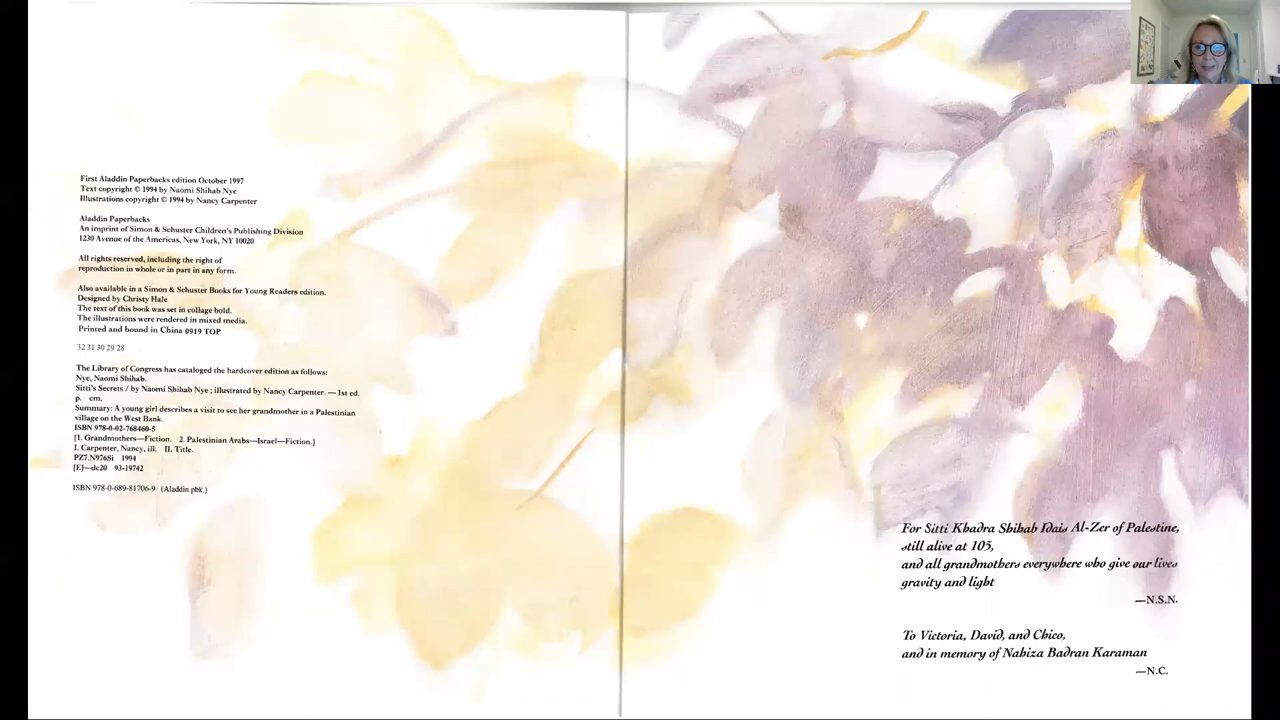 First Aladdin Paperbacks edition October 1997
Text copyright © 1994 by Naomi Shihab Nye
Illustrations copyright © 1994 by Nancy Carpenter
Aladdin Paperbacks
An imprint of Simon & Schuster Children's Publishing Division
1230 Avenue of the Americas, New York, NY 10020
All rights reserved, including the right of
reproduction in whole or in part in any form.
Also available in a Simon & Schuster Books for Young Readers edition.
Designed by Christy Hale
The text of this book was set in collage bold.
The illustrations were rendered in mixed media.
Printed and bound in China 0919 TOP
32 31 30 29 28
The Library of Congress has cataloged the hardcover edition as follows:
Nye, Naomi Shihab.
Sitti's Secrets / by Naomi Shihab Nye ; illustrated by Nancy Carpenter. — 1st ed.
p. cm.
Summary: A young girl describes a visit to see her grandmother in a Palestinian
village on the West Bank.
ISBN 978-0-02-768460-5
[1. Grandmothers—Fiction. 2. Palestinian Arabs—Israel—Fiction.]
I. Carpenter, Nancy, ill. II. Title.
PZ7.N976Si 1994
[E]—dc20 93-19742
ISBN 978-0-689-81706-9 (Aladdin pbk.)
For Sitti Khadra Shihab Idais Al-Zer of Palestine,
still alive at 105,
and all grandmothers everywhere who give our lives
gravity and light
—N.S.N.
To Victoria, David, and Chico,
and in memory of Nahiza Badran Karaman
—N.C.